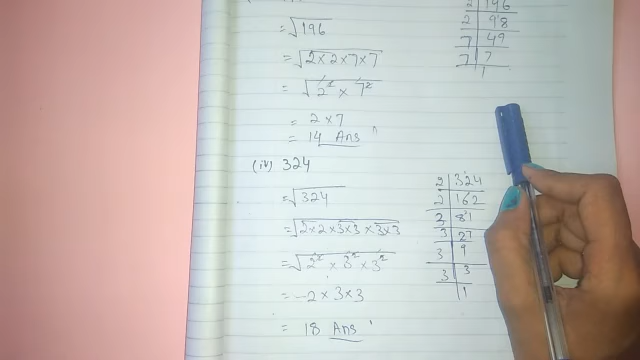 = √196
= √2×2×7×7
= √2² × 7²
= 2×7
= 14 Ans
2 | 196
2 | 98
7 | 49
7 | 7
1
(iv) 324
= √324
= √2×2×3×3×3×3
= √2² × 3² × 3²
= 2 × 3 × 3
= 18 Ans
2 | 324
2 | 162
3 | 81
3 | 27
3 | 9
3 | 3
1